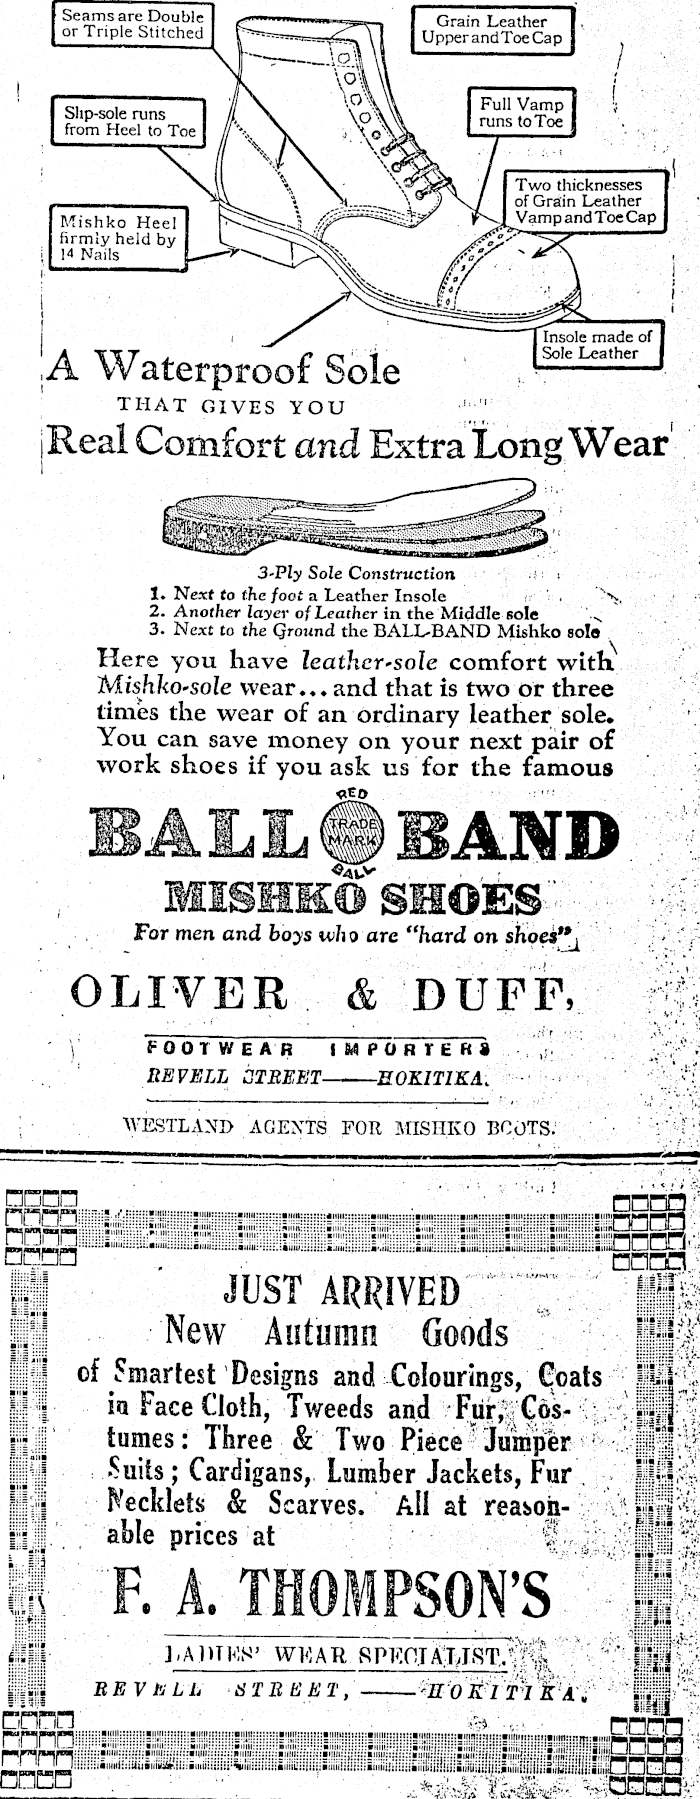 Seams are Double
or Triple Stitched
Grain Leather
Upper and Toe Cap
Slip-sole runs
from Heel to Toe
Full Vamp
runs to Toe
Two thicknesses
of Grain Leather
Vamp and Toe Cap
Mishko Heel
firmly held by
14 Nails
Insole made of
Sole Leather
A Waterproof Sole
THAT GIVES YOU
Real Comfort and Extra Long Wear
3-Ply Sole Construction
1. Next to the foot a Leather Insole
2. Another layer of Leather in the Middle sole
3. Next to the Ground the BALL-BAND Mishko sole
Here you have leather-sole comfort with
Mishko-sole wear... and that is two or three
times the wear of an ordinary leather sole.
You can save money on your next pair of
work shoes if you ask us for the famous
RED
BALL TRADE BAND
MARK
BALL
MISHKO SHOES
For men and boys who are "hard on shoes"
OLIVER & DUFF,
FOOTWEAR IMPORTERS
REVELL STREET——HOKITIKA.
WESTLAND AGENTS FOR MISHKO BOOTS.
JUST ARRIVED
New Autumn Goods
of Smartest Designs and Colourings, Coats
in Face Cloth, Tweeds and Fur, Cos-
tumes: Three & Two Piece Jumper
Suits; Cardigans, Lumber Jackets, Fur
Necklets & Scarves. All at reason-
able prices at
F. A. THOMPSON'S
LADIES' WEAR SPECIALIST.
REVELL STREET, ——HOKITIKA.